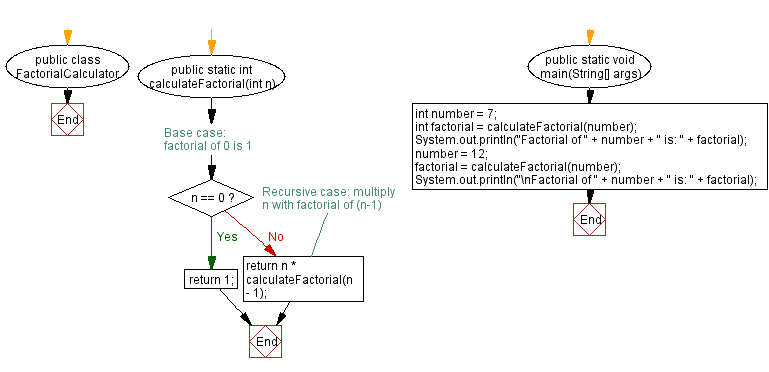 public class
FactorialCalculator
End
public static int
calculateFactorial(int n)
Base case:
factorial of 0 is 1
n == 0 ?
Recursive case: multiply
n with factorial of (n-1)
Yes
No
return 1;
return n *
calculateFactorial(n
- 1);
End
public static void
main(String[] args)
int number = 7;
int factorial = calculateFactorial(number);
System.out.println("Factorial of " + number + " is: " + factorial);
number = 12;
factorial = calculateFactorial(number);
System.out.println("\nFactorial of " + number + " is: " + factorial);
End